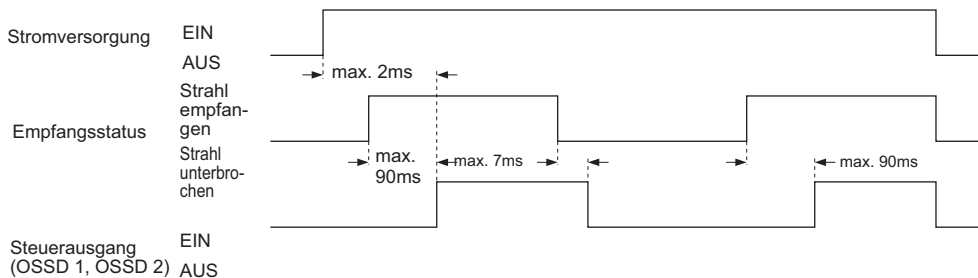 Stromversorgung
EIN
AUS
max. 2ms
Empfangsstatus
Strahl
empfan-
gen
Strahl
unterbro-
chen
max.
90ms
max. 7ms
max. 90ms
Steuerausgang
(OSSD 1, OSSD 2)
EIN
AUS